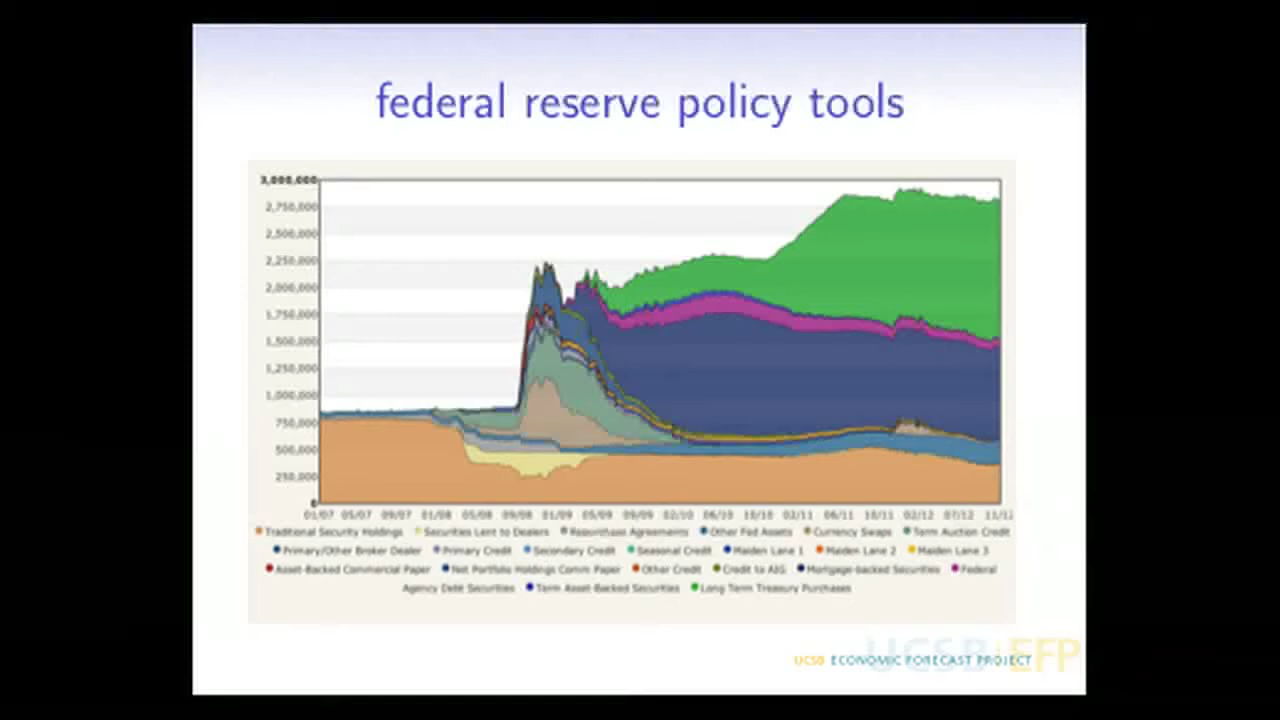 federal reserve policy tools
3,000,000
2,750,000
2,500,000
2,250,000
2,000,000
1,750,000
1,500,000
1,250,000
1,000,000
750,000
500,000
250,000
0
01/07 05/07 09/07 01/08 05/08 09/08 01/09 05/09 09/09 02/10 06/10 10/10 02/11 06/11 10/11 02/12 07/12 11/12
Traditional Security Holdings Securities Lent to Dealers Repurchase Agreements Other Fed Assets Currency Swaps Term Auction Credit
Primary/Other Broker Dealer Primary Credit Secondary Credit Seasonal Credit Maiden Lane 1 Maiden Lane 2 Maiden Lane 3
Asset-Backed Commercial Paper Net Portfolio Holdings Comm Paper Other Credit Credit to AIG Mortgage-backed Securities Federal
Agency Debt Securities Term Asset-Backed Securities Long Term Treasury Purchases
UCSB EFP
UCSB ECONOMIC FORECAST PROJECT